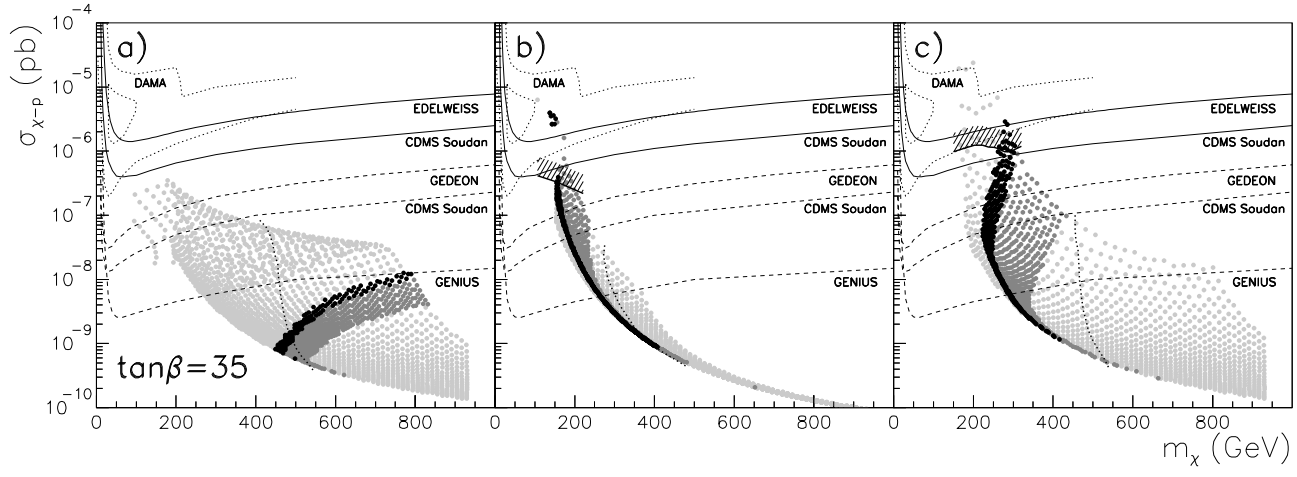 σχ-p (pb)
10⁻⁴
10⁻⁵
10⁻⁶
10⁻⁷
10⁻⁸
10⁻⁹
10⁻¹⁰
a)
DAMA
EDELWEISS
CDMS Soudan
GEDEON
CDMS Soudan
GENIUS
tanβ=35
0 200 400 600 800
b)
DAMA
EDELWEISS
CDMS Soudan
GEDEON
CDMS Soudan
GENIUS
0 200 400 600 800
c)
DAMA
EDELWEISS
CDMS Soudan
GEDEON
CDMS Soudan
GENIUS
0 200 400 600 800
mχ (GeV)